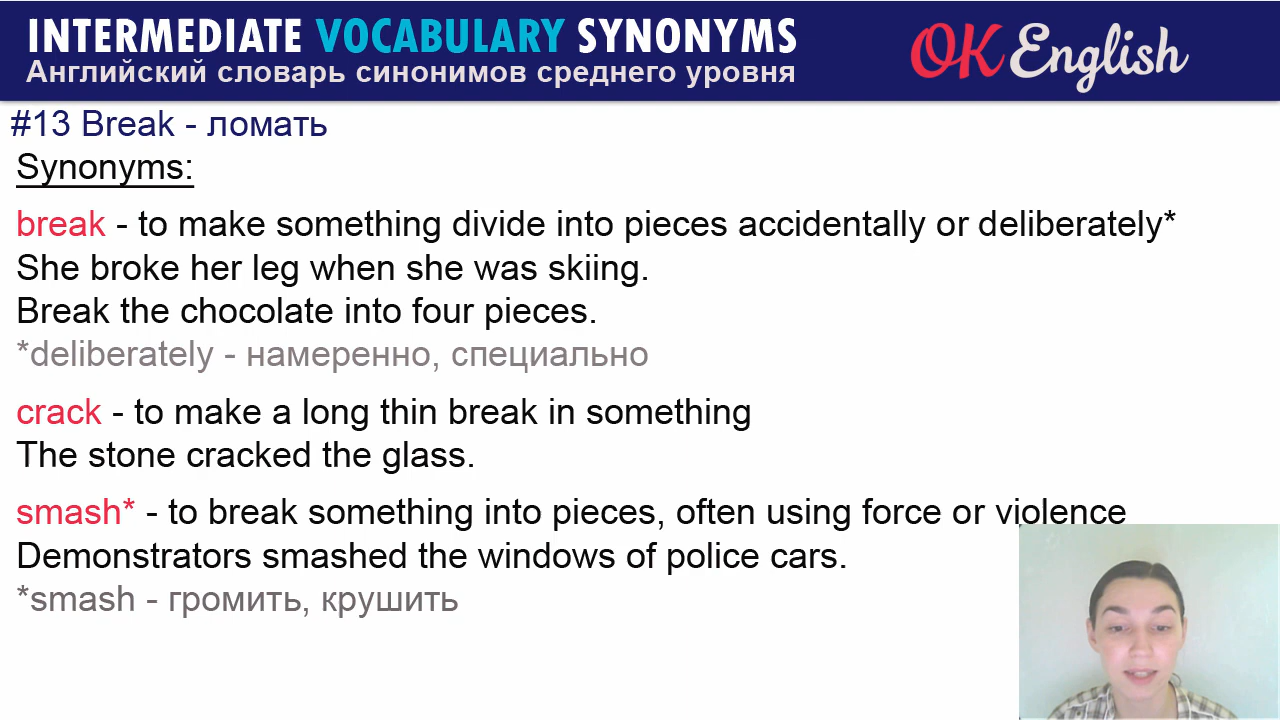 INTERMEDIATE VOCABULARY SYNONYMS
Английский словарь синонимов среднего уровня
OK English
#13 Break - ломать
Synonyms:
break - to make something divide into pieces accidentally or deliberately*
She broke her leg when she was skiing.
Break the chocolate into four pieces.
*deliberately - намеренно, специально
crack - to make a long thin break in something
The stone cracked the glass.
smash* - to break something into pieces, often using force or violence
Demonstrators smashed the windows of police cars.
*smash - громить, крушить